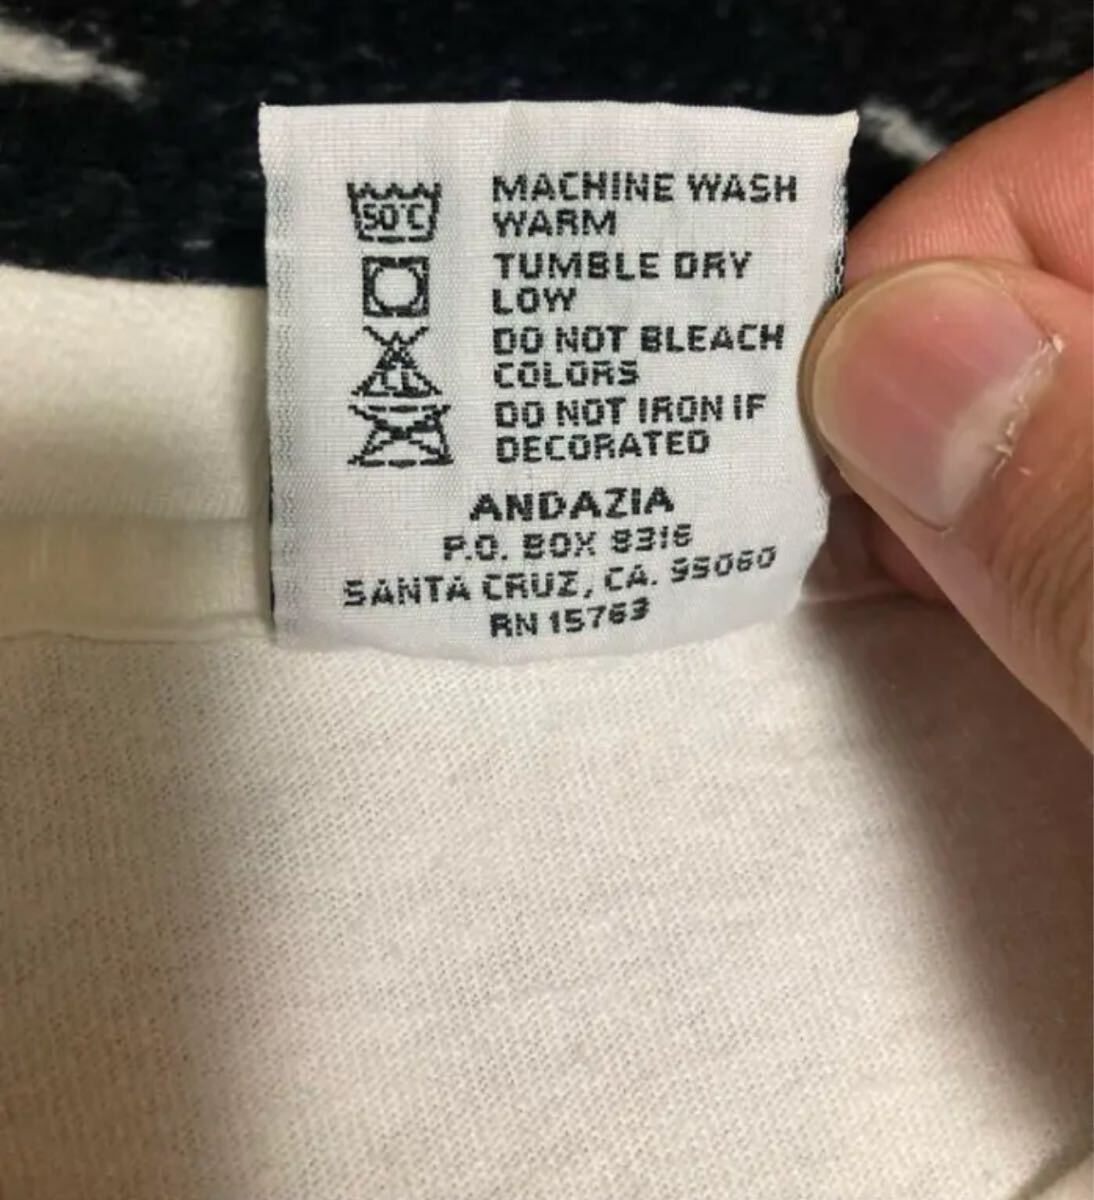 50°C
MACHINE WASH
WARM
TUMBLE DRY
LOW
CL
DO NOT BLEACH
COLORS
DO NOT IRON IF
DECORATED
ANDAZIA
P.O. BOX 8316
SANTA CRUZ, CA. 95060
RN 15763